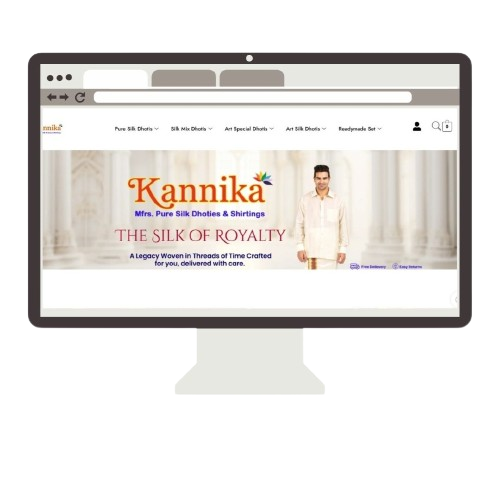 nnika
Pure Silk Dhotis
Silk Mix Dhotis
Art Special Dhotis
Art Silk Dhotis
Readymade Set
0
Kannika
Mfrs. Pure Silk Dhoties & Shirtings
THE SILK OF ROYALTY
A Legacy Woven in Threads of Time Crafted
for you, delivered with care.
Free Delivery
Easy Returns